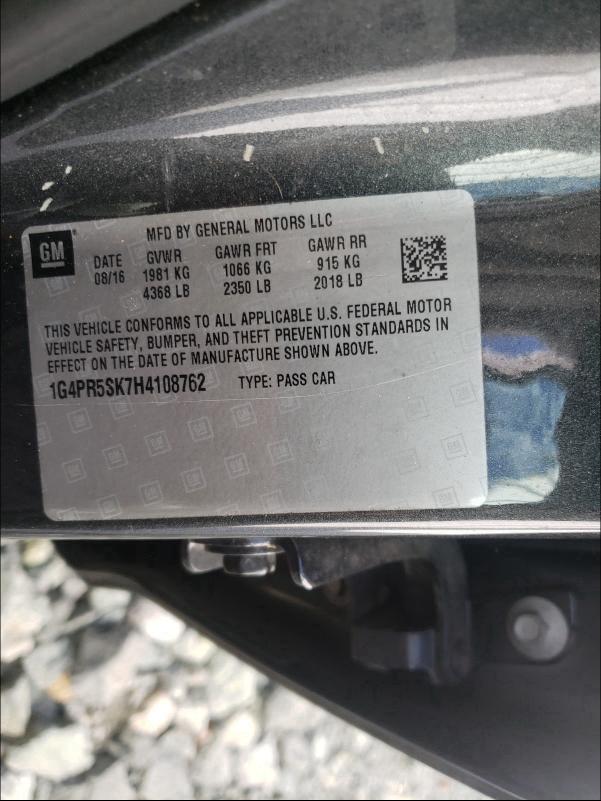 GM
MFD BY GENERAL MOTORS LLC
DATE GVWR GAWR FRT GAWR RR
08/16 1981 KG 1066 KG 915 KG
4368 LB 2350 LB 2018 LB
THIS VEHICLE CONFORMS TO ALL APPLICABLE U.S. FEDERAL MOTOR
VEHICLE SAFETY, BUMPER, AND THEFT PREVENTION STANDARDS IN
EFFECT ON THE DATE OF MANUFACTURE SHOWN ABOVE.
1G4PR5SK7H4108762 TYPE: PASS CAR